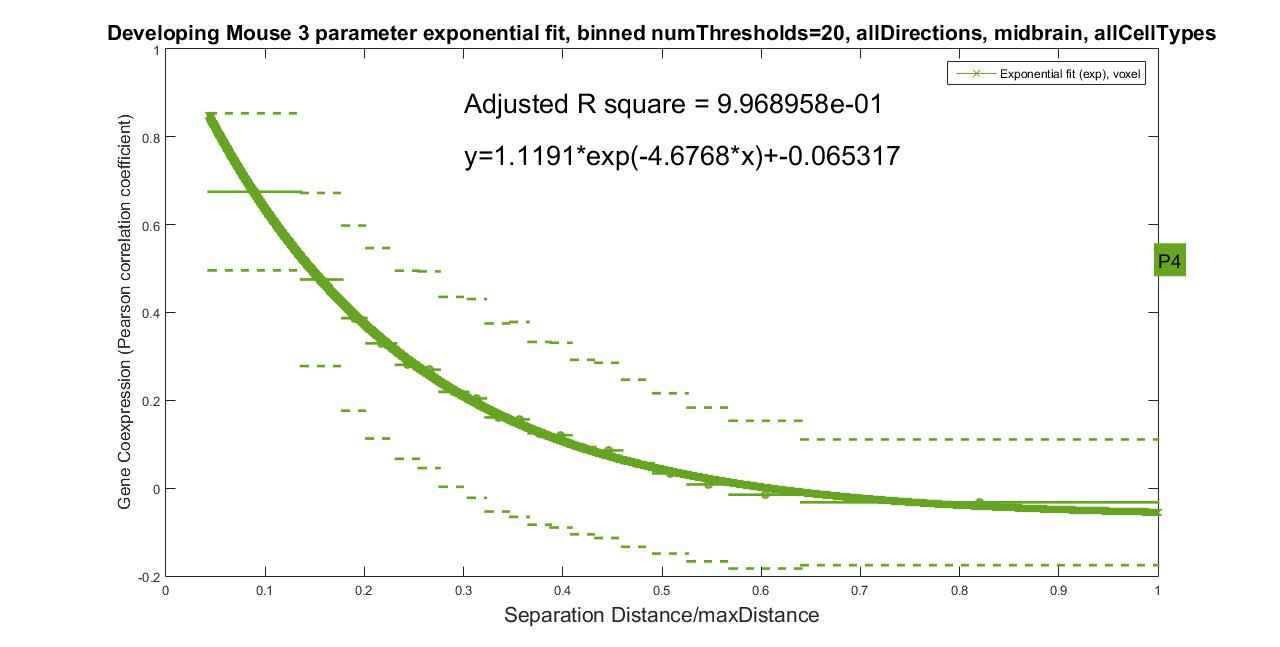 Developing Mouse 3 parameter exponential fit, binned numThresholds=20, allDirections, midbrain, allCellTypes
1
Exponential fit (exp), voxel
Adjusted R square = 9.968958e-01
y=1.1191*exp(-4.6768*x)+-0.065317
Gene Coexpression (Pearson correlation coefficient)
0.8
0.6
P4
0.4
0.2
0
-0.2
0 0.1 0.2 0.3 0.4 0.5 0.6 0.7 0.8 0.9 1
Separation Distance/maxDistance